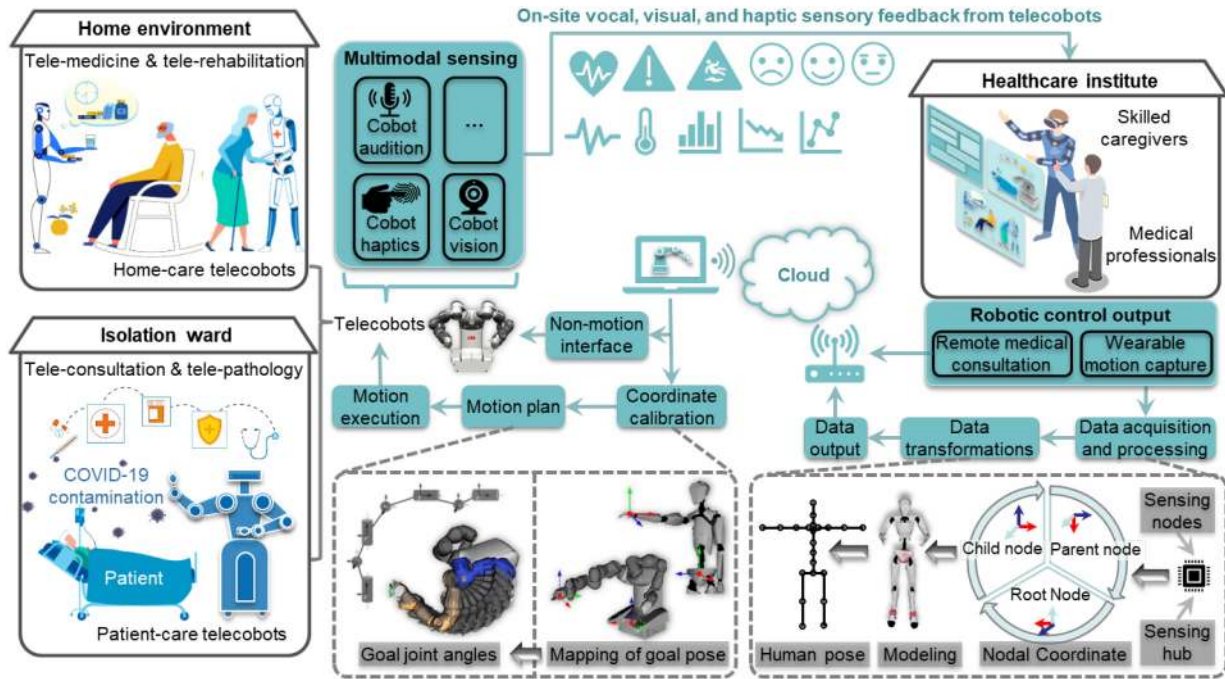 Home environment
Tele-medicine & tele-rehabilitation
Home-care telecobots
Isolation ward
Tele-consultation & tele-pathology
COVID-19
contamination
Patient
Patient-care telecobots
On-site vocal, visual, and haptic sensory feedback from telecobots
Multimodal sensing
Cobot
audition
...
Cobot
haptics
Cobot
vision
Telecobots
Non-motion
interface
Motion
execution
Motion plan
Coordinate
calibration
Cloud
Healthcare institute
Skilled
caregivers
Medical
professionals
Robotic control output
Remote medical
consultation
Wearable
motion capture
Data
output
Data
transformations
Data acquisition
and processing
Goal joint angles
Mapping of goal pose
Human pose
Modeling
Child node
Parent node
Root Node
Nodal Coordinate
Sensing
nodes
Sensing
hub